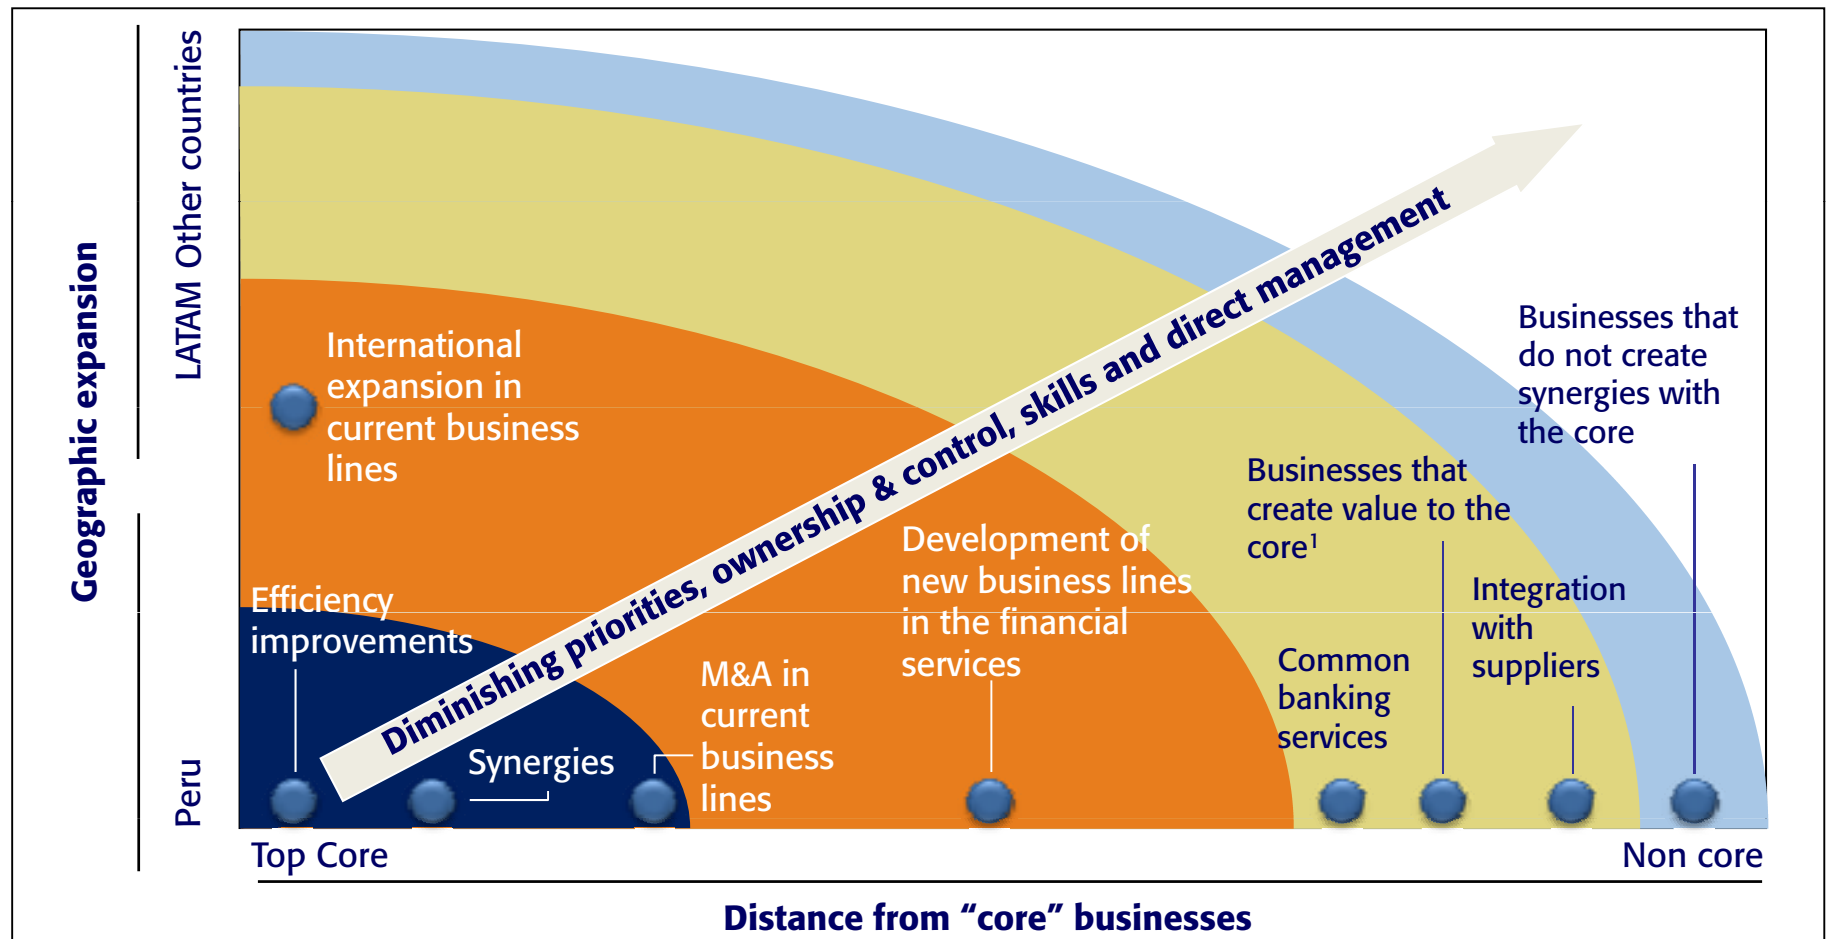 Geographic expansion
LATAM Other countries
Peru
International
expansion in
current business
lines
Efficiency
improvements
Synergies
M&A in
current
business
lines
Diminishing priorities, ownership & control, skills and direct management
Development of
new business lines
in the financial
services
Common
banking
services
Businesses that
create value to the
core¹
Integration
with
suppliers
Businesses that
do not create
synergies with
the core
Top Core
Non core
Distance from “core” businesses